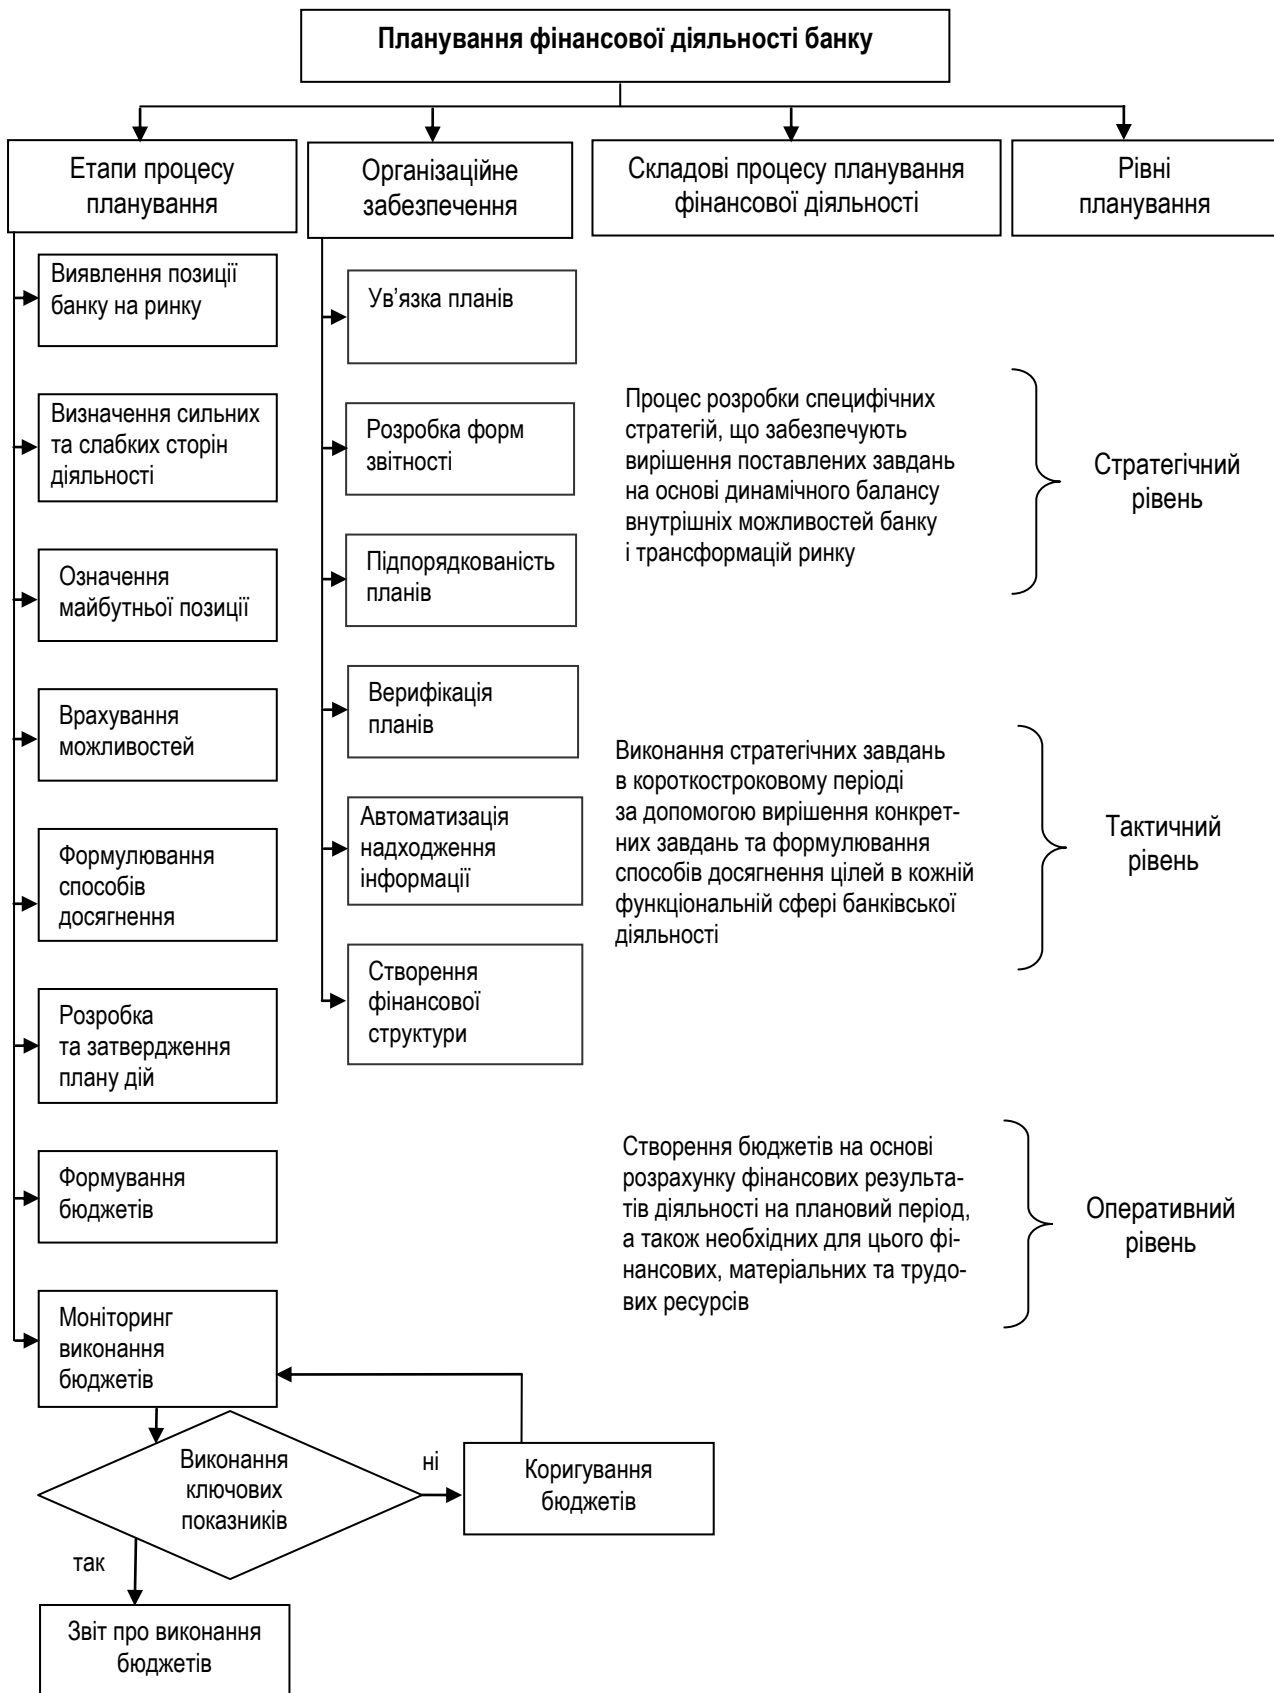 Планування фінансової діяльності банку
Етапи процесу
планування
Організаційне
забезпечення
Складові процесу планування
фінансової діяльності
Рівні
планування
Виявлення позиції
банку на ринку
Визначення сильних
та слабких сторін
діяльності
Означення
майбутньої позиції
Врахування
можливостей
Формулювання
способів
досягнення
Розробка
та затвердження
плану дій
Формування
бюджетів
Моніторинг
виконання
бюджетів
Виконання
ключових
показників
ні
Коригування
бюджетів
так
Звіт про виконання
бюджетів
Ув’язка планів
Розробка форм
звітності
Підпорядкованість
планів
Верифікація
планів
Автоматизація
надходження
інформації
Створення
фінансової
структури
Процес розробки специфічних
стратегій, що забезпечують
вирішення поставлених завдань
на основі динамічного балансу
внутрішніх можливостей банку
і трансформацій ринку
Стратегічний
рівень
Виконання стратегічних завдань
в короткостроковому періоді
за допомогою вирішення конкрет-
них завдань та формулювання
способів досягнення цілей в кожній
функціональній сфері банківської
діяльності
Тактичний
рівень
Створення бюджетів на основі
розрахунку фінансових результа-
тів діяльності на плановий період,
а також необхідних для цього фі-
нансових, матеріальних та трудо-
вих ресурсів
Оперативний
рівень